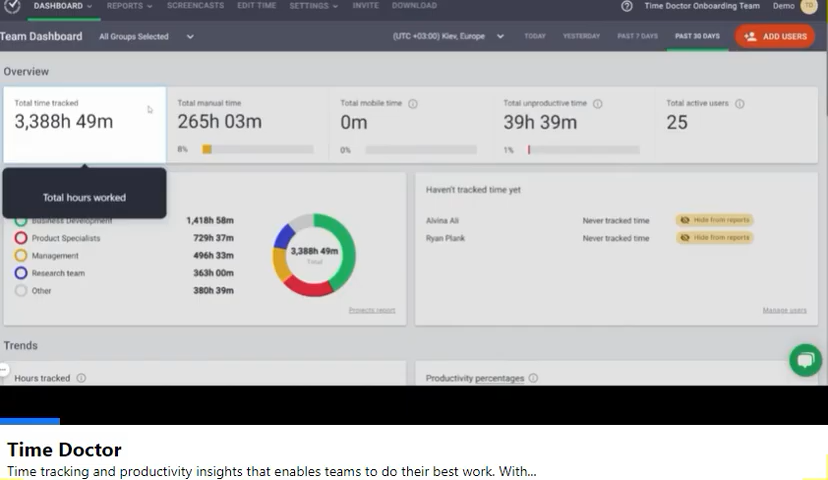 DASHBOARD REPORTS SCREENCASTS EDIT TIME SETTINGS INVITE DOWNLOAD Time Doctor Onboarding Team Demo TD
Team Dashboard All Groups Selected (UTC +03:00) Kiev, Europe TODAY YESTERDAY PAST 7 DAYS PAST 30 DAYS ADD USERS
Overview
Total time tracked Total manual time Total mobile time Total unproductive time Total active users
3,388h 49m 265h 03m 0m 39h 39m 25
8% 0% 1%
Total hours worked
Haven't tracked time yet
Business Development 1,418h 58m Alvina Ali Never tracked time Hide from reports
Product Specialists 729h 37m Ryan Plank Never tracked time Hide from reports
Management 496h 33m
Research team 363h 00m
Other 380h 39m
3,388h 49m
Total
Projects report Manage users
Trends
Hours tracked Productivity percentages
Time Doctor
Time tracking and productivity insights that enables teams to do their best work. With...